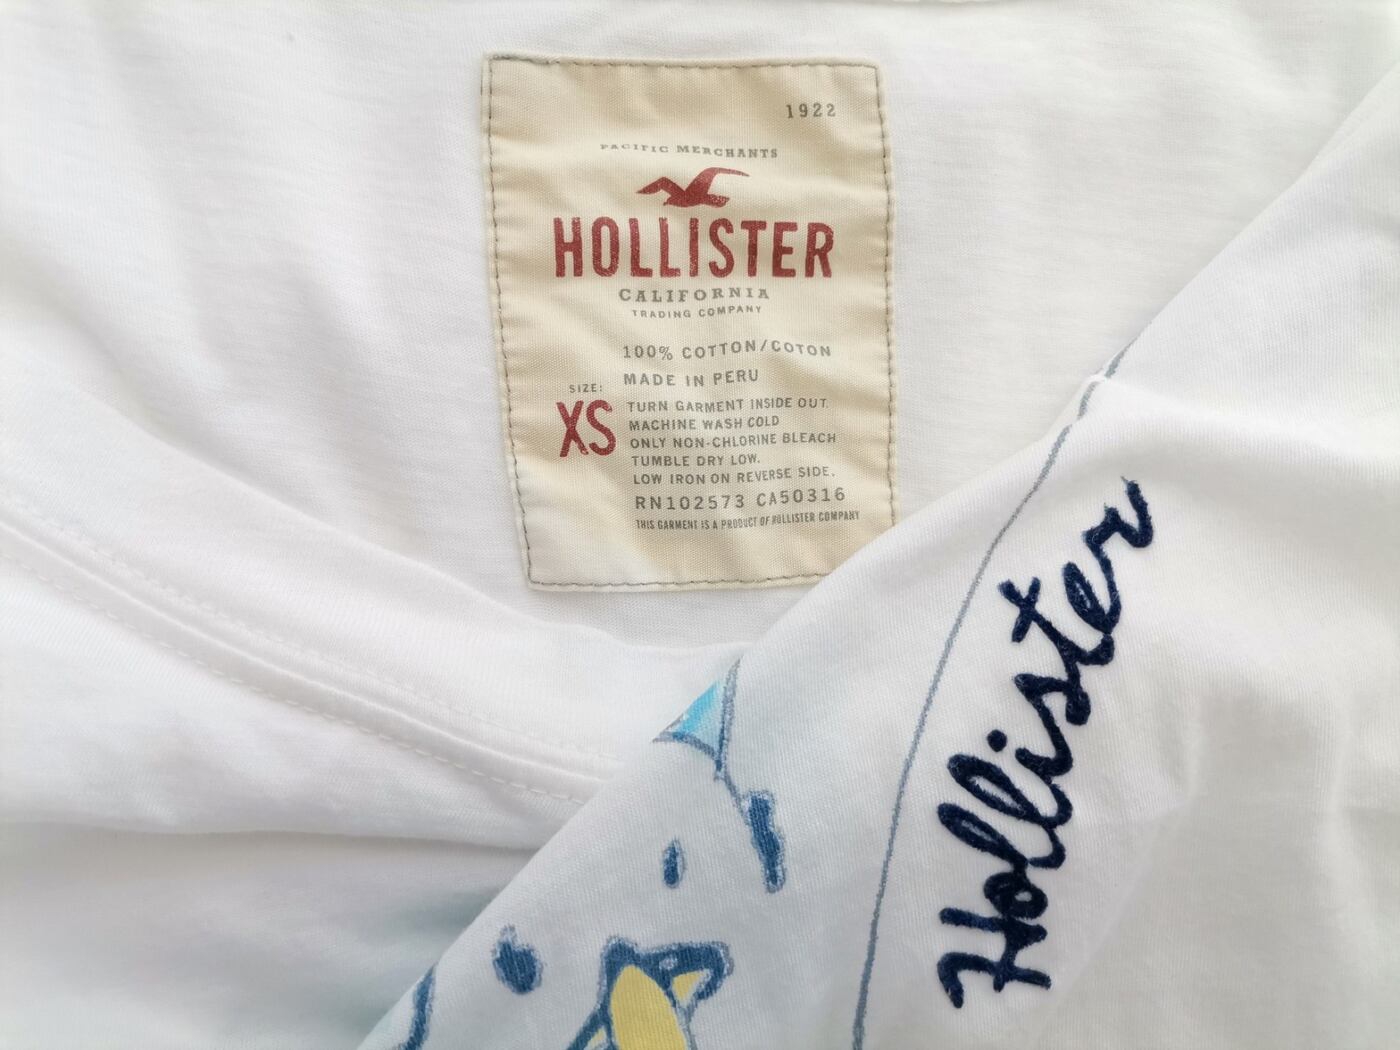 1922
PACIFIC MERCHANTS
HOLLISTER
CALIFORNIA
TRADING COMPANY
100% COTTON/COTON
MADE IN PERU
SIZE:
XS
TURN GARMENT INSIDE OUT.
MACHINE WASH COLD
ONLY NON-CHLORINE BLEACH
TUMBLE DRY LOW.
LOW IRON ON REVERSE SIDE.
RN102573 CA50316
THIS GARMENT IS A PRODUCT OF HOLLISTER COMPANY
Hollister